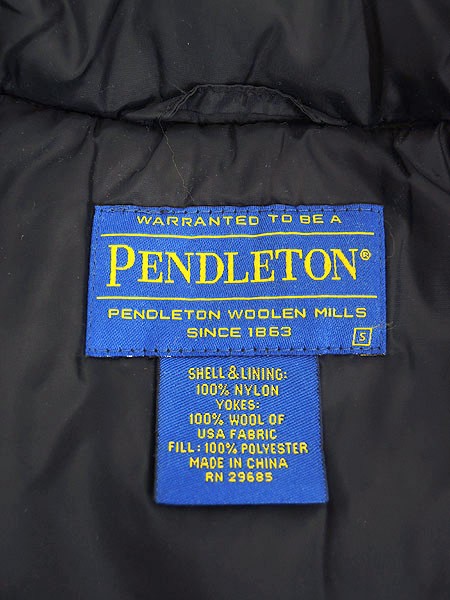 WARRANTED TO BE A
PENDLETON®
PENDLETON WOOLEN MILLS
SINCE 1863
S
SHELL & LINING:
100% NYLON
YOKES:
100% WOOL OF
USA FABRIC
FILL: 100% POLYESTER
MADE IN CHINA
RN 29685